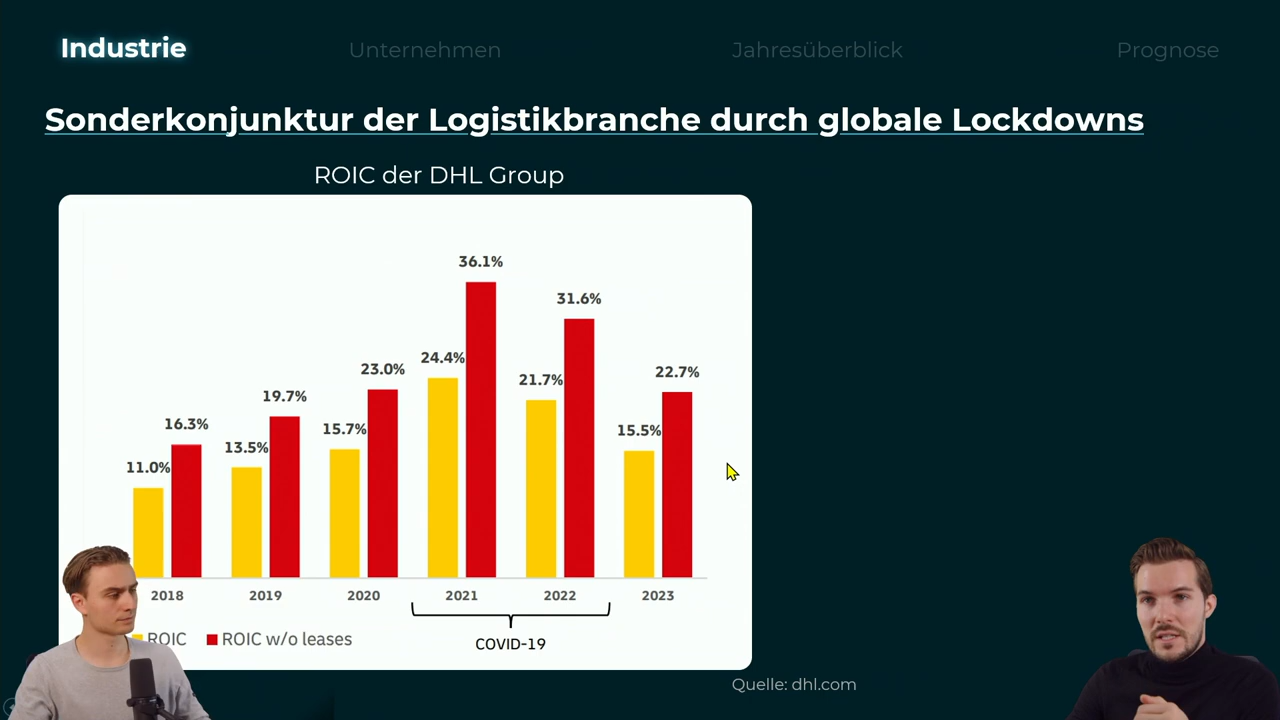 Industrie
Unternehmen
Jahresüberblick
Prognose
Sonderkonjunktur der Logistikbranche durch globale Lockdowns
ROIC der DHL Group
11.0%
16.3%
13.5%
19.7%
15.7%
23.0%
24.4%
36.1%
21.7%
31.6%
15.5%
22.7%
2018
2019
2020
2021
2022
2023
COVID-19
ROIC
ROIC w/o leases
Quelle: dhl.com